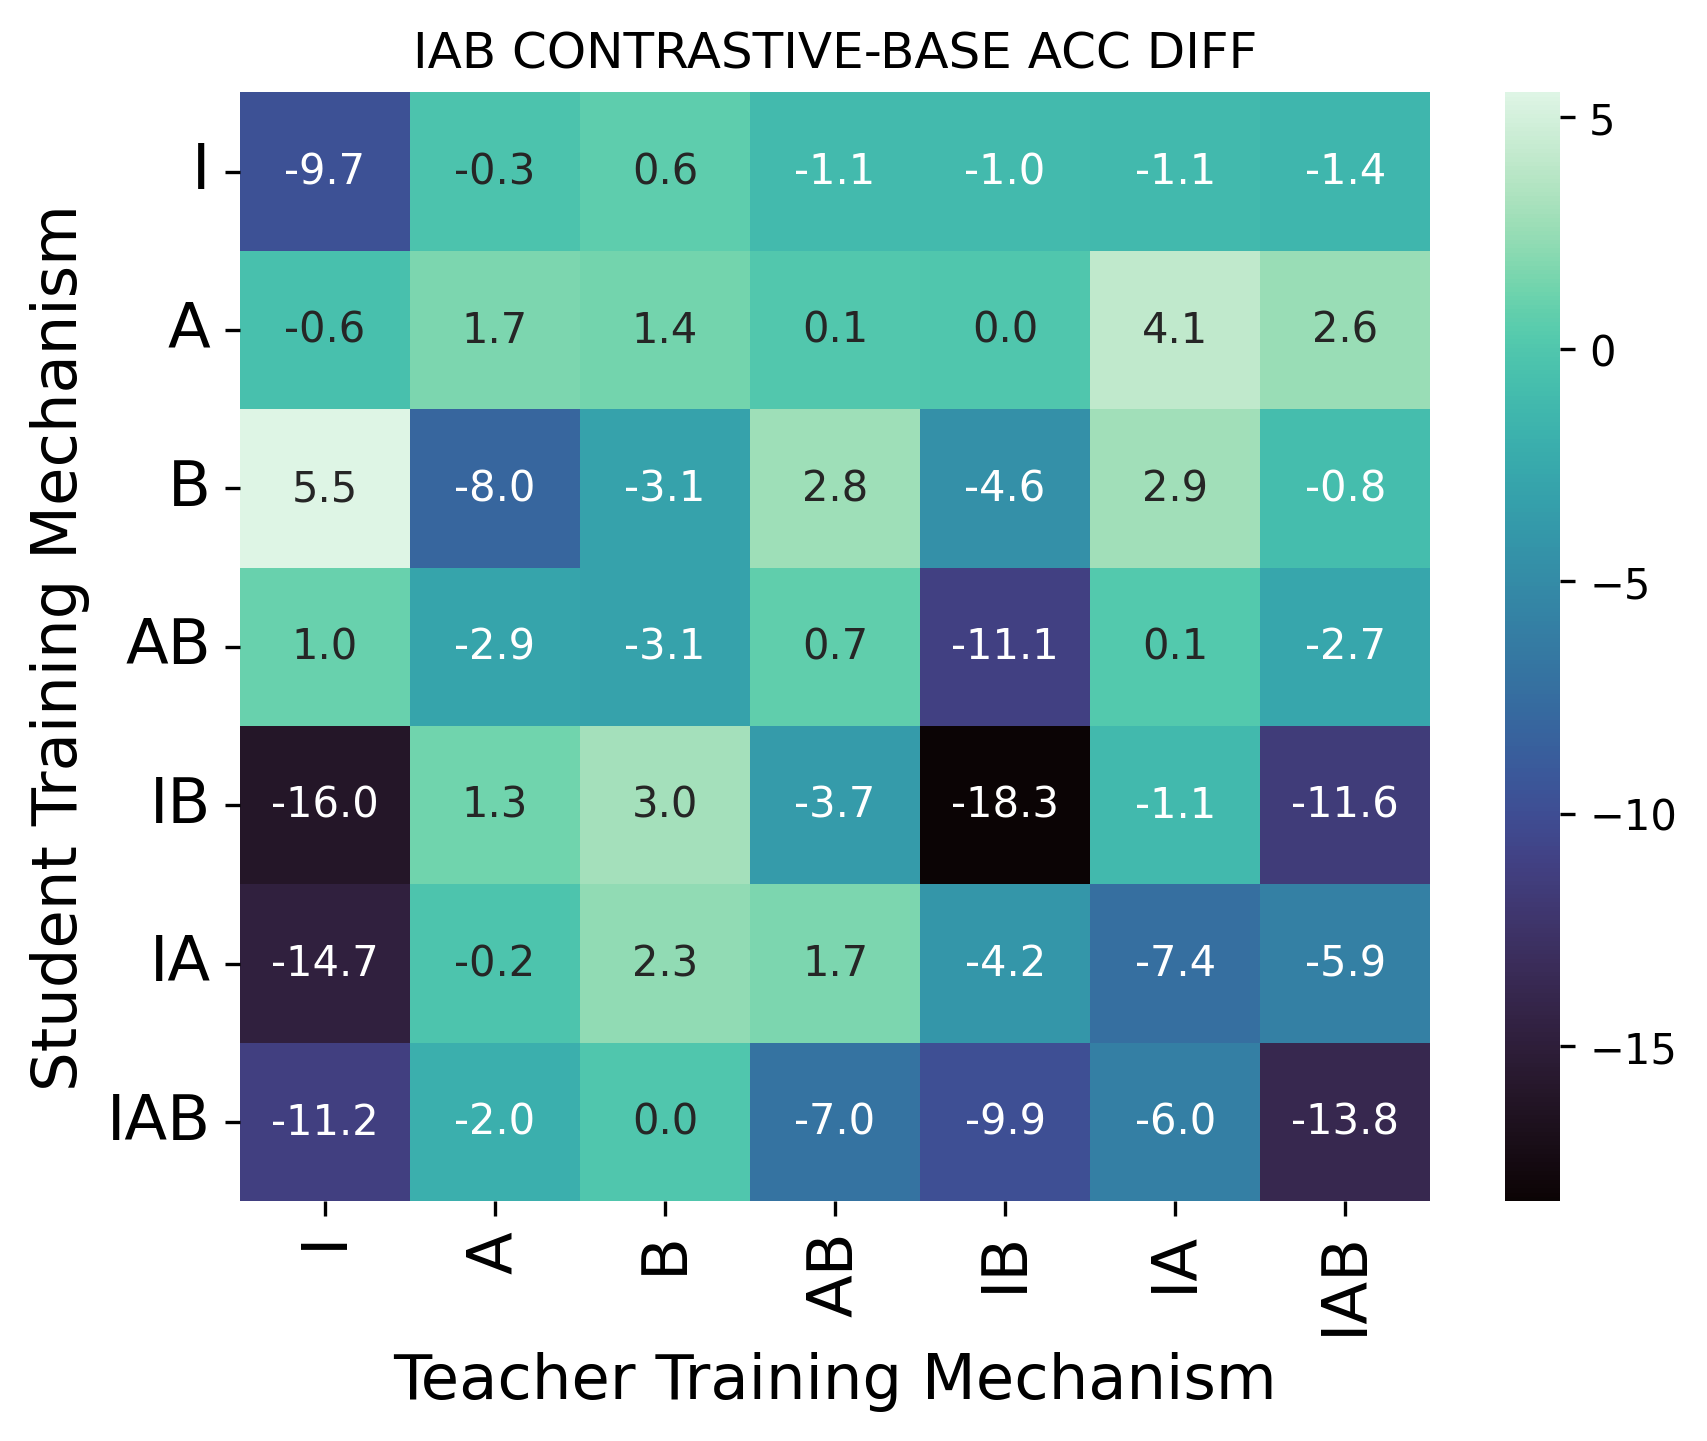 IAB CONTRASTIVE-BASE ACC DIFF
Student Training Mechanism
I -9.7 -0.3 0.6 -1.1 -1.0 -1.1 -1.4
A -0.6 1.7 1.4 0.1 0.0 4.1 2.6
B 5.5 -8.0 -3.1 2.8 -4.6 2.9 -0.8
AB 1.0 -2.9 -3.1 0.7 -11.1 0.1 -2.7
IB -16.0 1.3 3.0 -3.7 -18.3 -1.1 -11.6
IA -14.7 -0.2 2.3 1.7 -4.2 -7.4 -5.9
IAB -11.2 -2.0 0.0 -7.0 -9.9 -6.0 -13.8
I A B AB IB IA IAB
Teacher Training Mechanism
5
0
−5
−10
−15